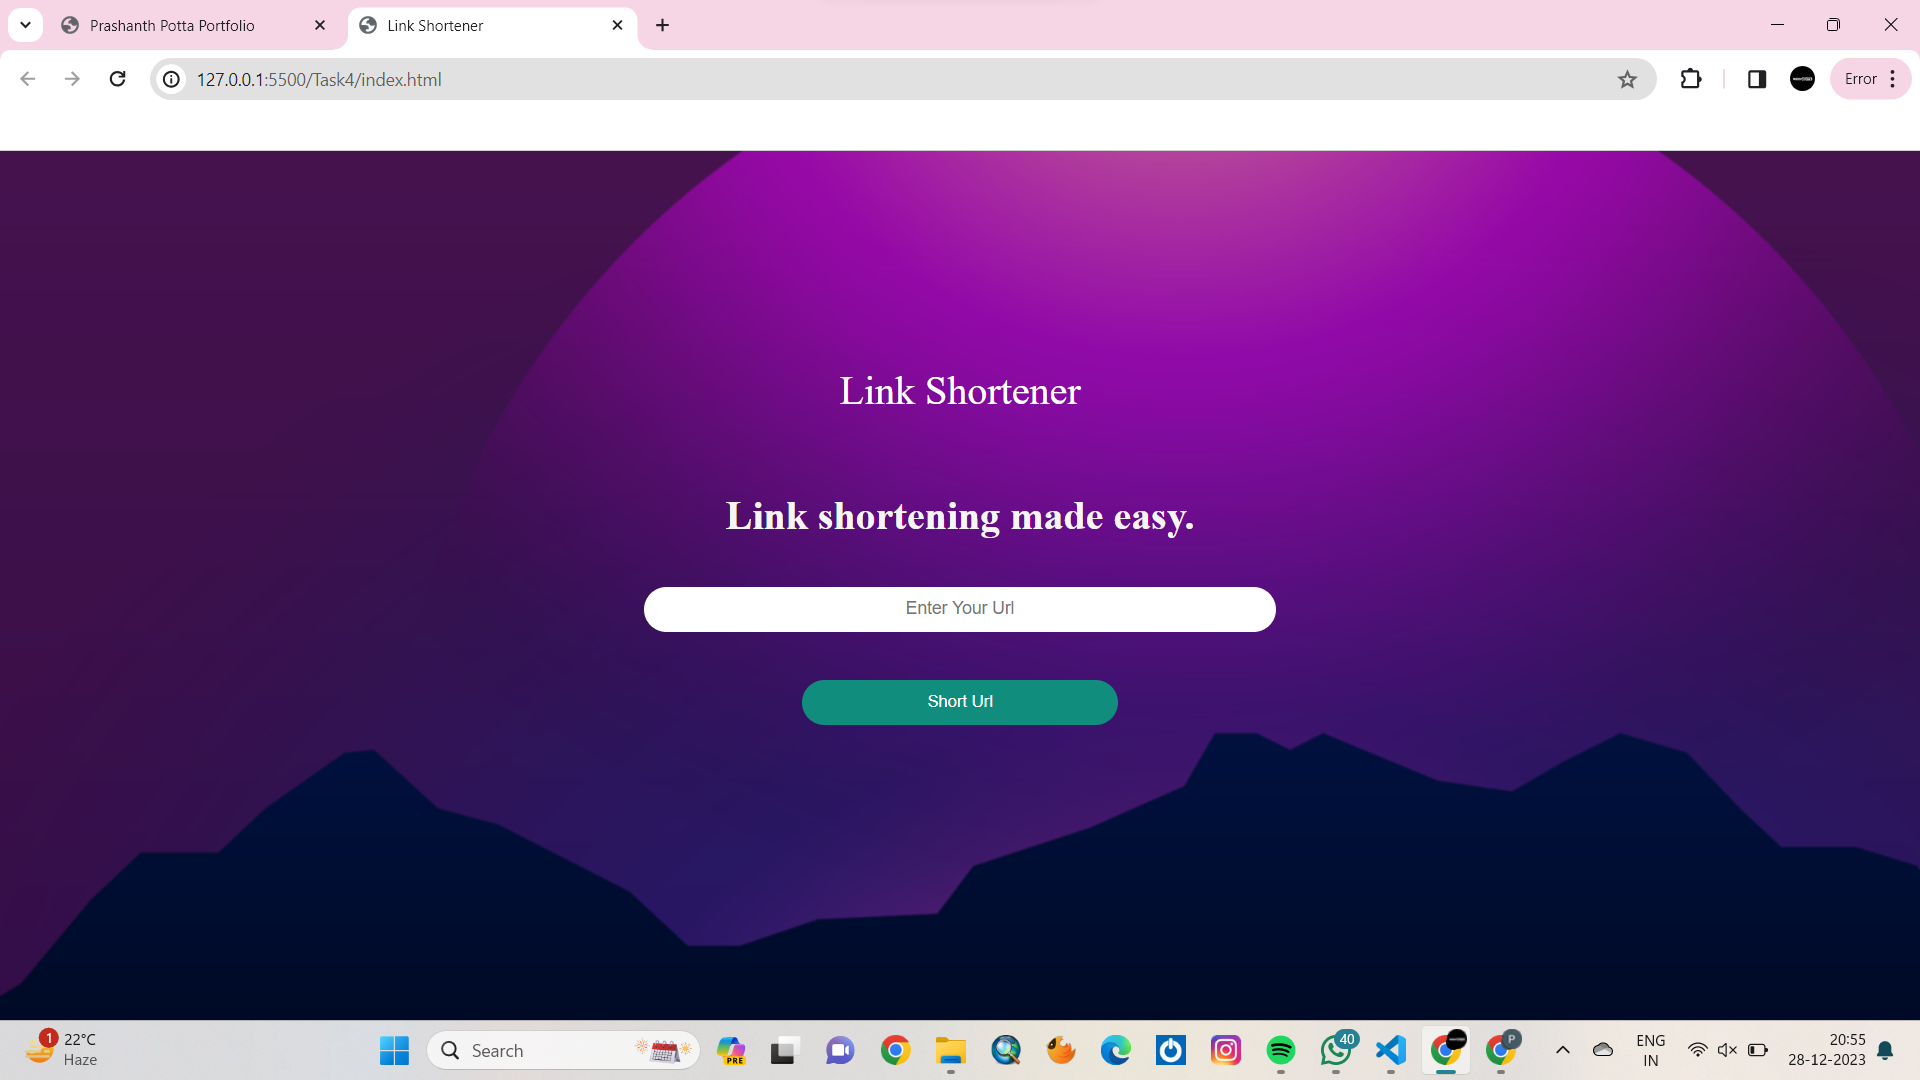 Prashanth Potta Portfolio
Link Shortener
127.0.0.1:5500/Task4/index.html
Error
Link Shortener
Link shortening made easy.
Enter Your Url
Short Url
1
22°C
Haze
Search
PRE
40
P
ENG
IN
20:55
28-12-2023